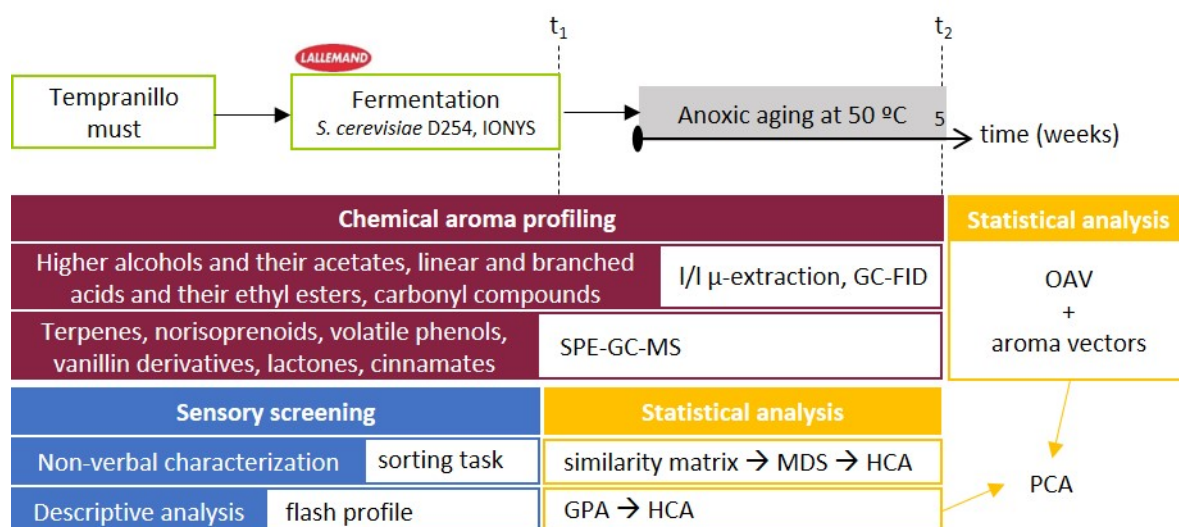 t1
t2
LALLEMAND
Tempranillo
must
Fermentation
S. cerevisiae D254, IONYS
Anoxic aging at 50 ºC
5
time (weeks)
Chemical aroma profiling
Statistical analysis
Higher alcohols and their acetates, linear and branched
acids and their ethyl esters, carbonyl compounds
l/l μ-extraction, GC-FID
Terpenes, norisoprenoids, volatile phenols,
vanillin derivatives, lactones, cinnamates
SPE-GC-MS
OAV
+
aroma vectors
Sensory screening
Statistical analysis
Non-verbal characterization
sorting task
similarity matrix → MDS → HCA
Descriptive analysis
flash profile
GPA → HCA
PCA